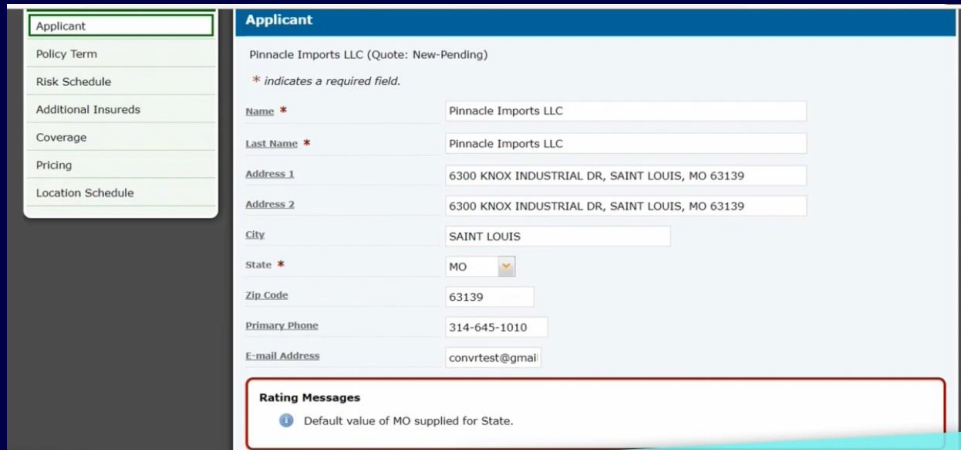 Applicant
Policy Term
Risk Schedule
Additional Insureds
Coverage
Pricing
Location Schedule
Applicant
Pinnacle Imports LLC (Quote: New-Pending)
* indicates a required field.
Name * Pinnacle Imports LLC
Last Name * Pinnacle Imports LLC
Address 1 6300 KNOX INDUSTRIAL DR, SAINT LOUIS, MO 63139
Address 2 6300 KNOX INDUSTRIAL DR, SAINT LOUIS, MO 63139
City SAINT LOUIS
State * MO
Zip Code 63139
Primary Phone 314-645-1010
E-mail Address convrtest@gmail
Rating Messages
Default value of MO supplied for State.